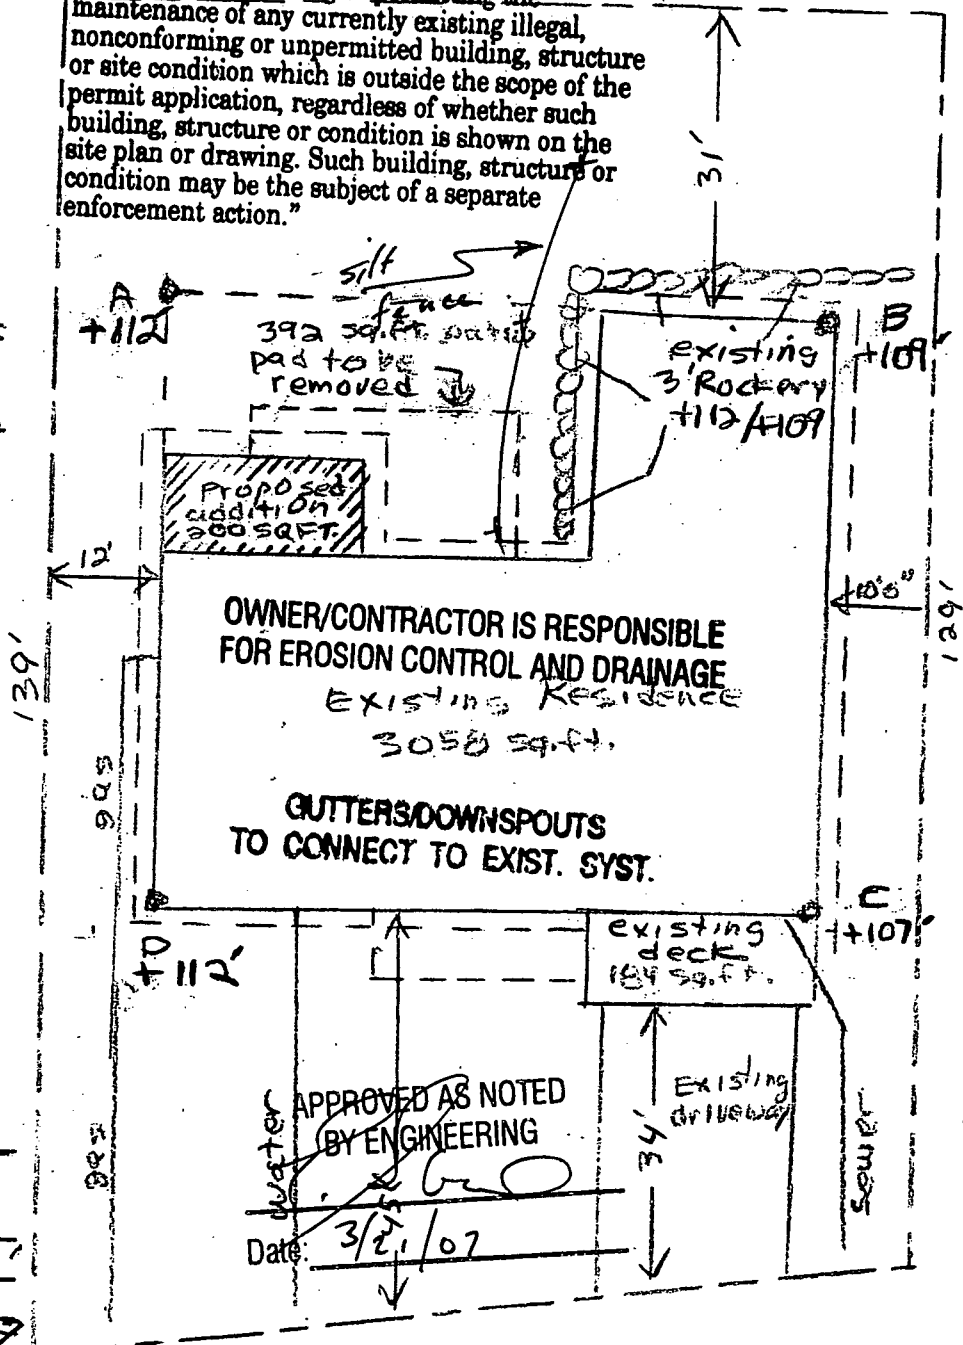 maintenance of any currently existing illegal,
nonconforming or unpermitted building, structure
or site condition which is outside the scope of the
permit application, regardless of whether such
building, structure or condition is shown on the
site plan or drawing. Such building, structure or
condition may be the subject of a separate
enforcement action.”
31'
silt
fence
A
+112'
392 sq.ft. patio
pad to be
removed
existing
3' Rockery
+112/+109
B
+109'
Proposed
addition
200 SQFT.
12'
10'0"
139'
129'
OWNER/CONTRACTOR IS RESPONSIBLE
FOR EROSION CONTROL AND DRAINAGE
Existing Residence
3058 sq.ft.
gas
GUTTERS/DOWNSPOUTS
TO CONNECT TO EXIST. SYST.
D
+112'
existing
deck
184 sq.ft.
C
+107'
gas
water
APPROVED AS NOTED
BY ENGINEERING
Date: 3/21/07
34'
Existing
driveway
sewer